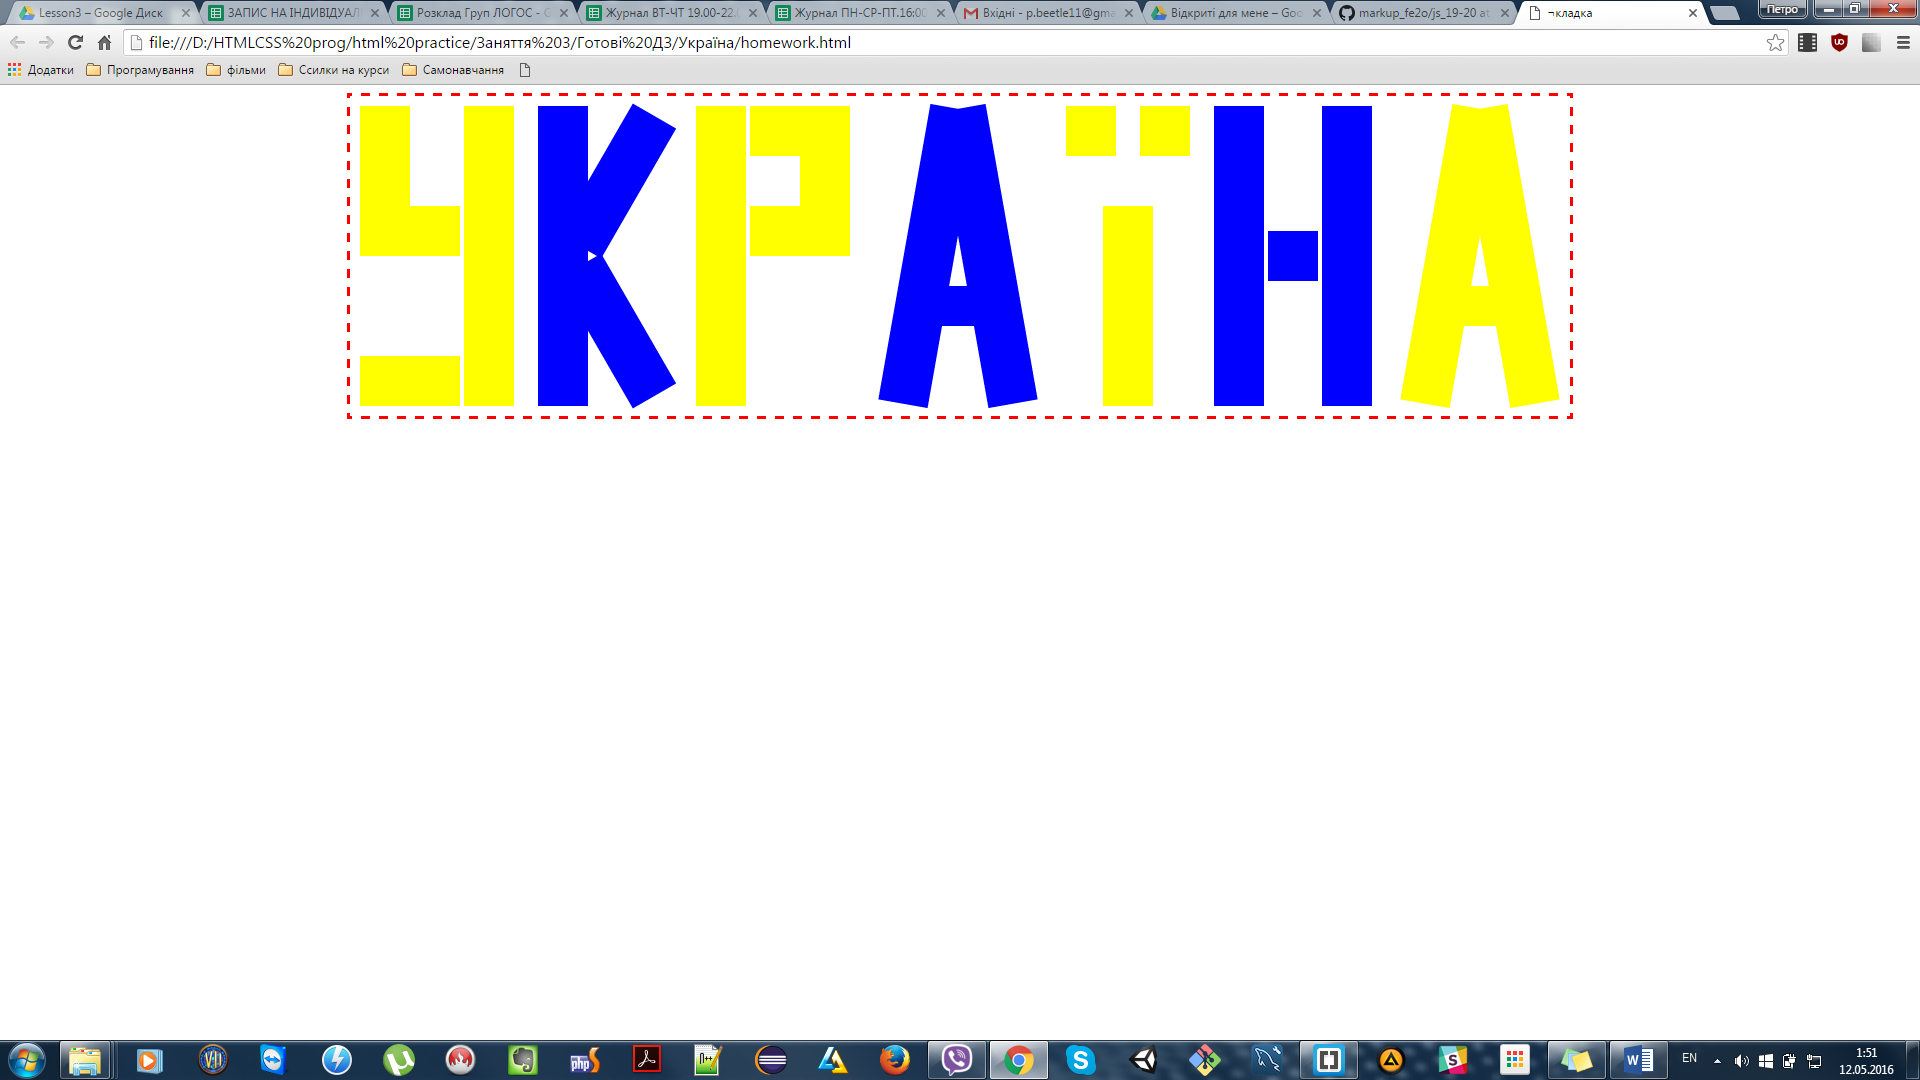 Lesson3 – Google Диск
ЗАПИС НА ІНДИВІДУАЛ
Розклад Груп ЛОГОС - G
Журнал ВТ-ЧТ 19.00-22.
Журнал ПН-СР-ПТ.16:00
Вхідні - p.beetle11@gma
Відкриті для мене – Goo
markup_fe2o/js_19-20 at
¬кладка
Петро
file:///D:/HTMLCSS%20prog/html%20practice/Заняття%203/Готові%20ДЗ/Україна/homework.html
Додатки
Програмування
фільми
Ссилки на курси
Самонавчання
УКРАЇНА
EN
1:51
12.05.2016